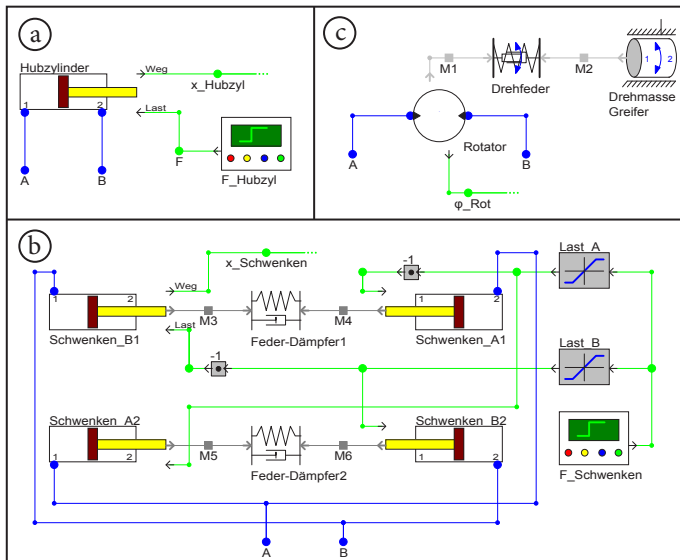 a
Hubzylinder
Weg
x_Hubzyl
1
2
Last
F
A
B
F_Hubzyl
c
M1
M2
1
2
Drehfeder
Drehmasse
Greifer
A
Rotator
B
φ_Rot
b
x_Schwenken
-1
Last_A
1
2
Weg
M3
M4
1
2
Schwenken_B1
Last
Feder-Dämpfer1
Schwenken_A1
-1
Last_B
Schwenken_A2
Schwenken_B2
1
2
M5
M6
1
2
Feder-Dämpfer2
F_Schwenken
A
B